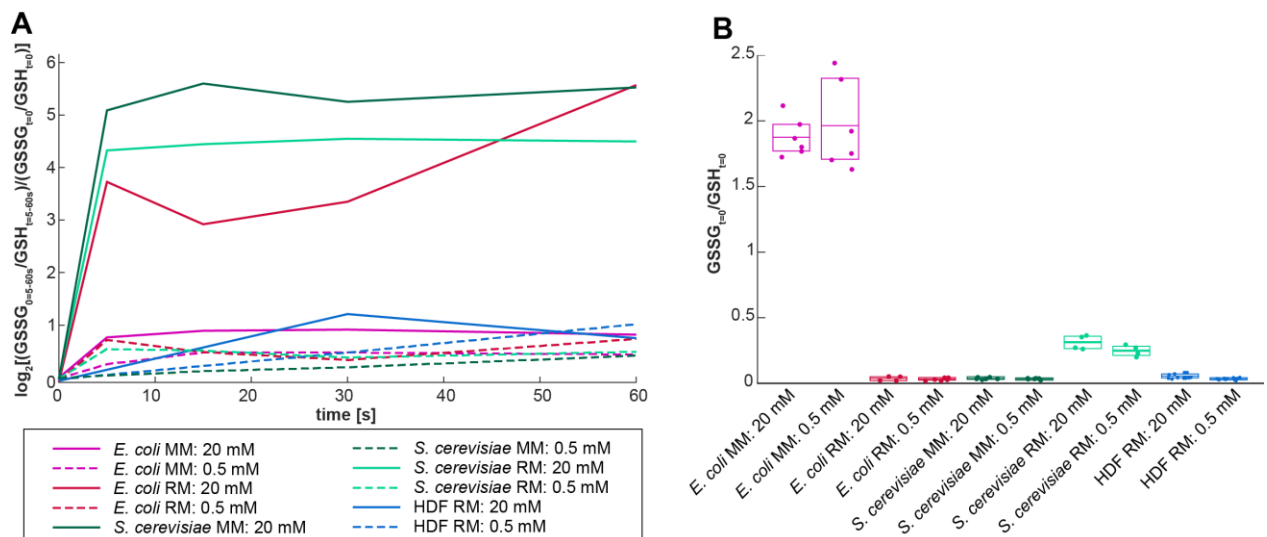 A
log2[(GSSG0=5-60s/GSHt=5-60s)/(GSSGt=0/GSHt=0)]
6
5
4
3
2
1
0
0
10
20
30
40
50
60
time [s]
E. coli MM: 20 mM
E. coli MM: 0.5 mM
E. coli RM: 20 mM
E. coli RM: 0.5 mM
S. cerevisiae MM: 20 mM
S. cerevisiae MM: 0.5 mM
S. cerevisiae RM: 20 mM
S. cerevisiae RM: 0.5 mM
HDF RM: 20 mM
HDF RM: 0.5 mM
B
GSSGt=0/GSHt=0
2.5
2
1.5
1
0.5
0
E. coli MM: 20 mM
E. coli MM: 0.5 mM
E. coli RM: 20 mM
E. coli RM: 0.5 mM
S. cerevisiae MM: 20 mM
S. cerevisiae MM: 0.5 mM
S. cerevisiae RM: 20 mM
S. cerevisiae RM: 0.5 mM
HDF RM: 20 mM
HDF RM: 0.5 mM